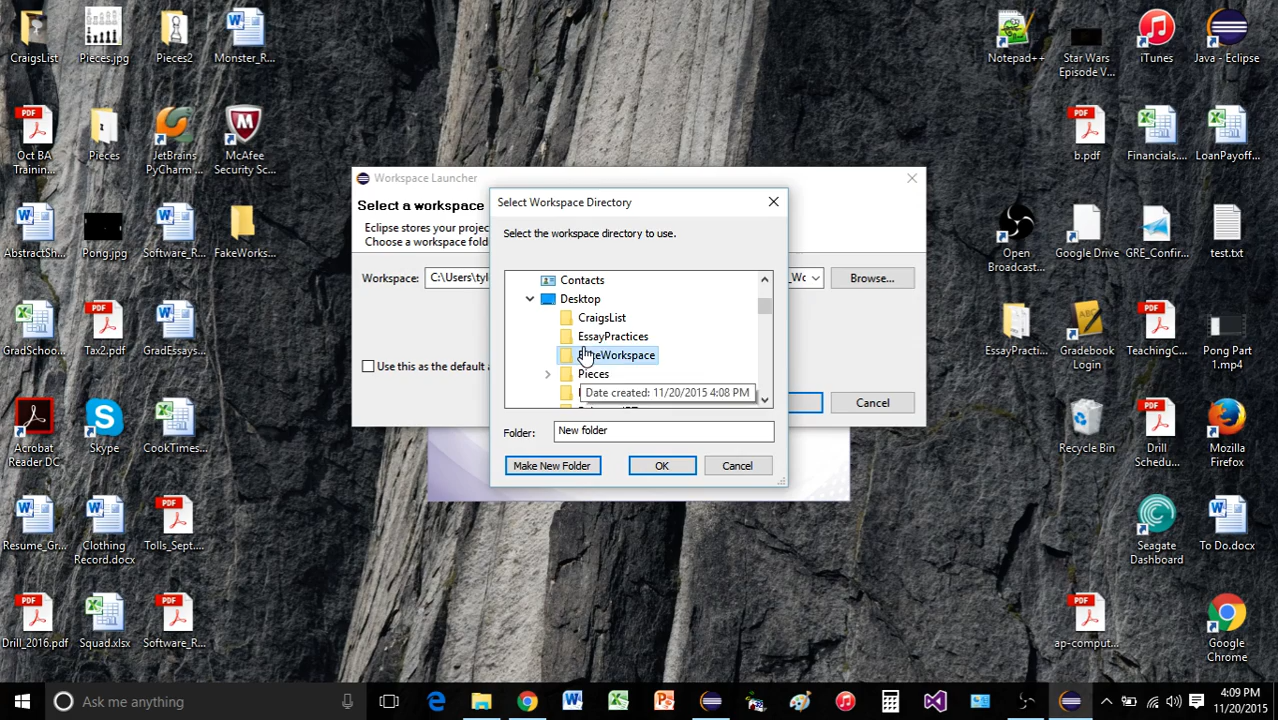 CraigsList
Pieces.jpg
Pieces2
Monster_R...
Notepad++
Star Wars
Episode V...
iTunes
Java - Eclipse
Oct BA
Trainin...
Pieces
JetBrains
PyCharm ...
McAfee
Security Sc...
b.pdf
Financials....
LoanPayoff...
AbstractSh...
Pong.jpg
Software_R...
FakeWorks...
Open
Broadcast...
Google Drive
GRE_Confir...
test.txt
GradSchoo...
Tax2.pdf
GradEssays...
EssayPracti...
Gradebook
Login
TeachingC...
Pong Part
1.mp4
Acrobat
Reader DC
Skype
CookTimes...
Recycle Bin
Drill
Schedu...
Mozilla
Firefox
Resume_Gr...
Clothing
Record.docx
Tolls_Sept....
Seagate
Dashboard
To Do.docx
Drill_2016.pdf
Squad.xlsx
Software_R...
ap-comput...
Google
Chrome
Workspace Launcher
Select a workspace
Eclipse stores your projec
Choose a workspace fold
Workspace:
C:\Users\tyl
_Wc
Browse...
Use this as the default a
Cancel
Select Workspace Directory
Select the workspace directory to use.
Contacts
Desktop
CraigsList
EssayPractices
eWorkspace
Pieces
Date created: 11/20/2015 4:08 PM
Folder:
New folder
Make New Folder
OK
Cancel
Ask me anything
4:09 PM
11/20/2015